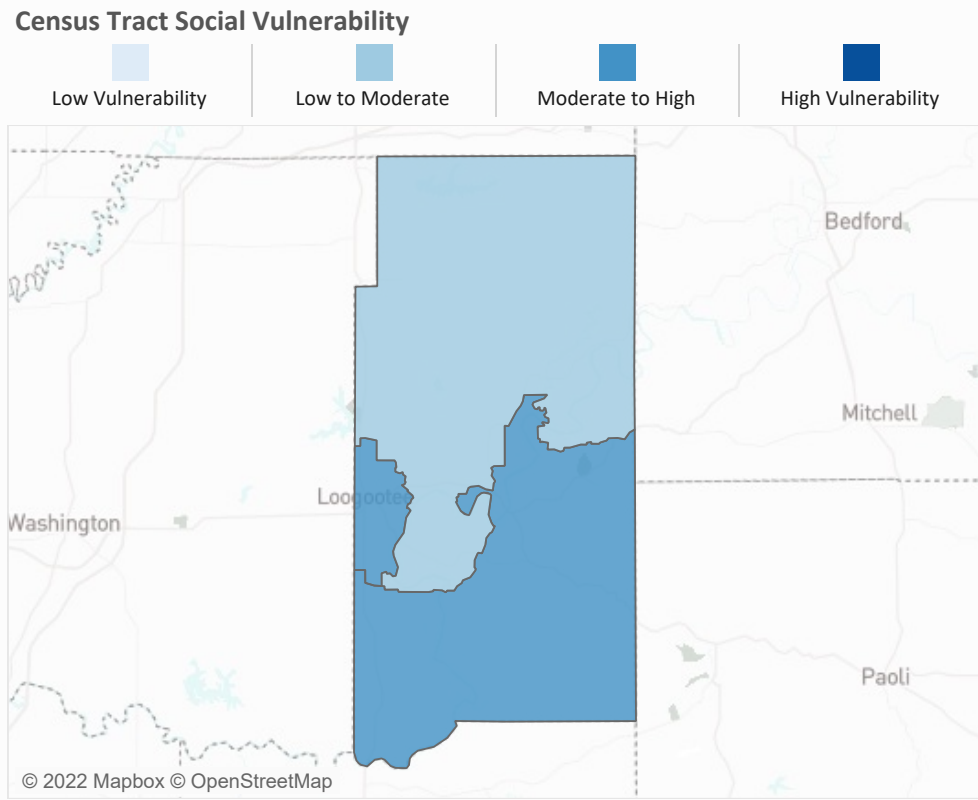 Census Tract Social Vulnerability
Low Vulnerability
Low to Moderate
Moderate to High
High Vulnerability
Bedford
Mitchell
Loogootee
Washington
Paoli
© 2022 Mapbox © OpenStreetMap